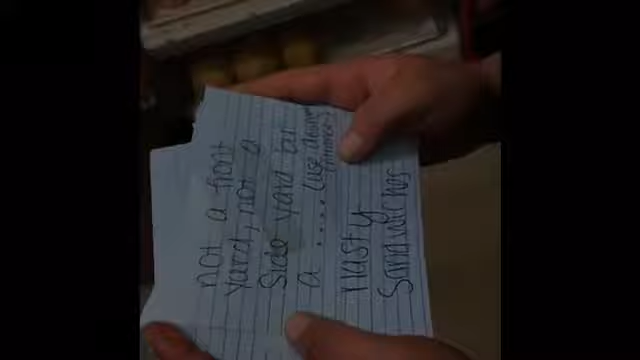 not a front
yard, not a
side yard but
a .....
nasty
Sandwiches